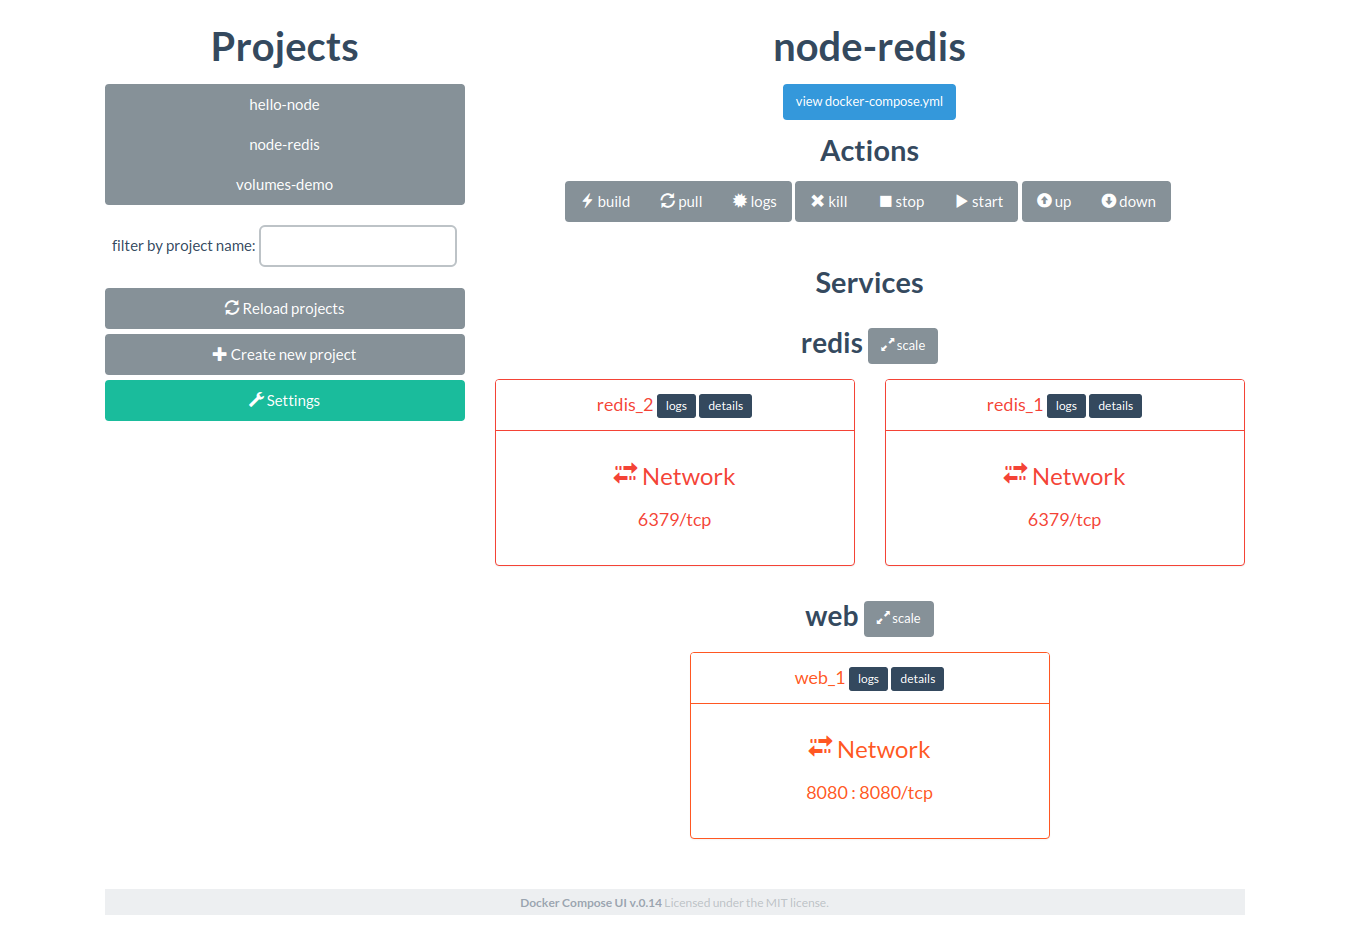 Projects
hello-node
node-redis
volumes-demo
filter by project name:
Reload projects
Create new project
Settings
node-redis
view docker-compose.yml
Actions
build pull logs kill stop start up down
Services
redis scale
redis_2 logs details
Network
6379/tcp
redis_1 logs details
Network
6379/tcp
web scale
web_1 logs details
Network
8080 : 8080/tcp
Docker Compose UI v.0.14 Licensed under the MIT license.